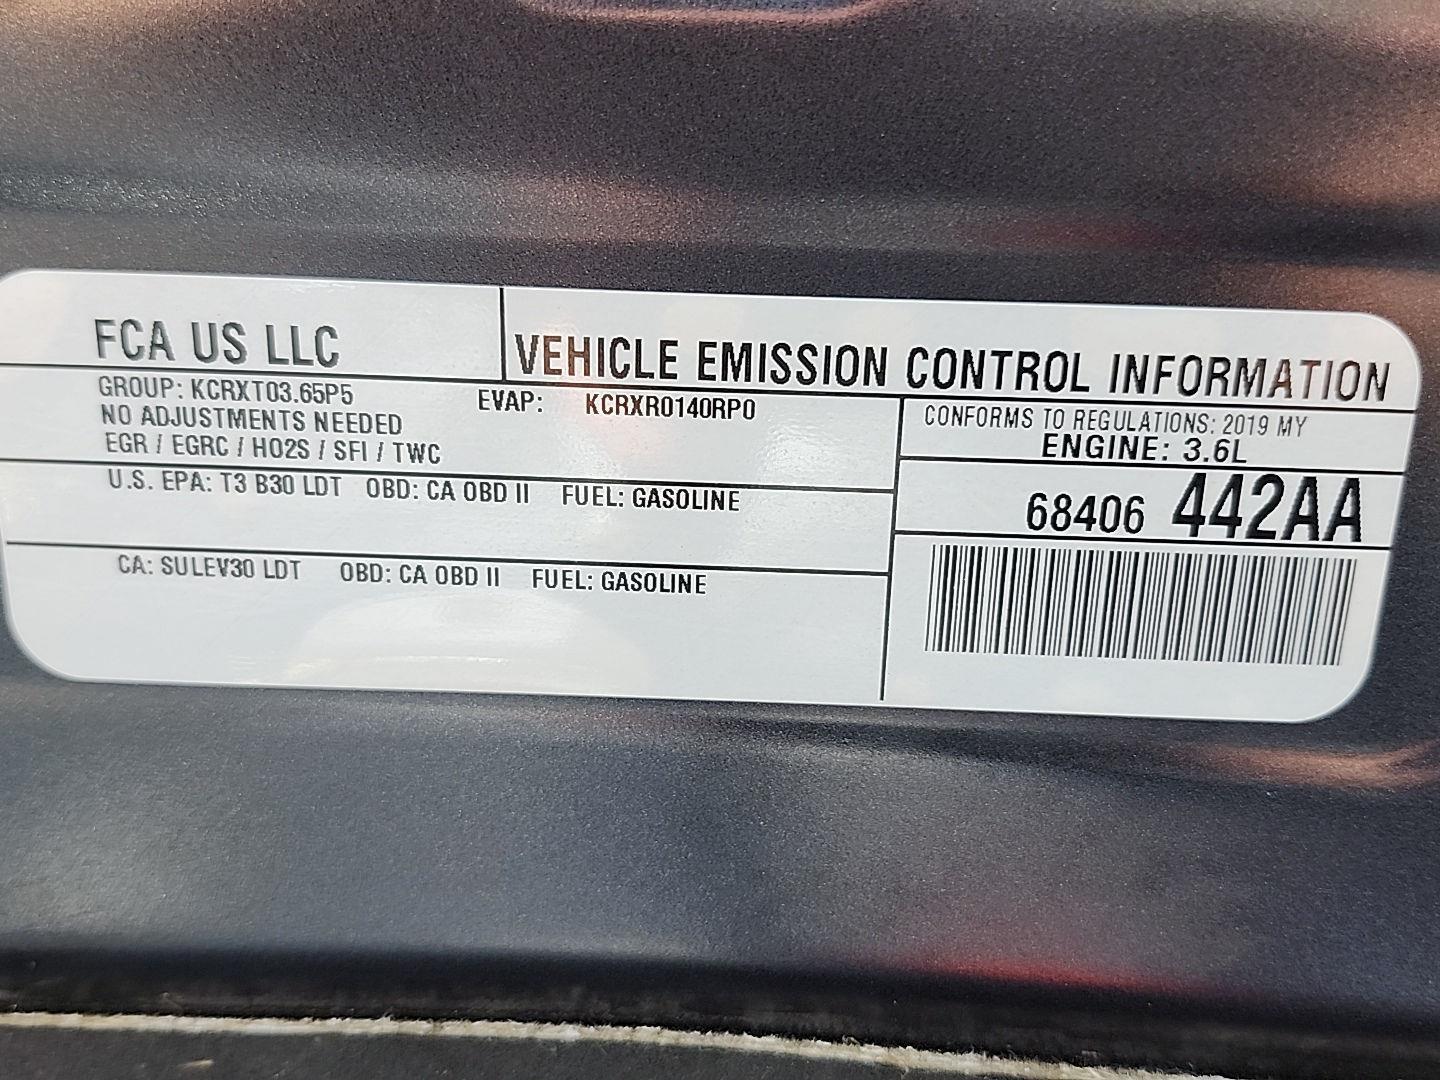 FCA US LLC
VEHICLE EMISSION CONTROL INFORMATION
GROUP: KCRXT03.65P5
EVAP: KCRXR0140RP0
NO ADJUSTMENTS NEEDED
EGR / EGRC / HO2S / SFI / TWC
CONFORMS TO REGULATIONS: 2019 MY
ENGINE: 3.6L
U.S. EPA: T3 B30 LDT OBD: CA OBD II FUEL: GASOLINE
68406 442AA
CA: SULEV30 LDT OBD: CA OBD II FUEL: GASOLINE